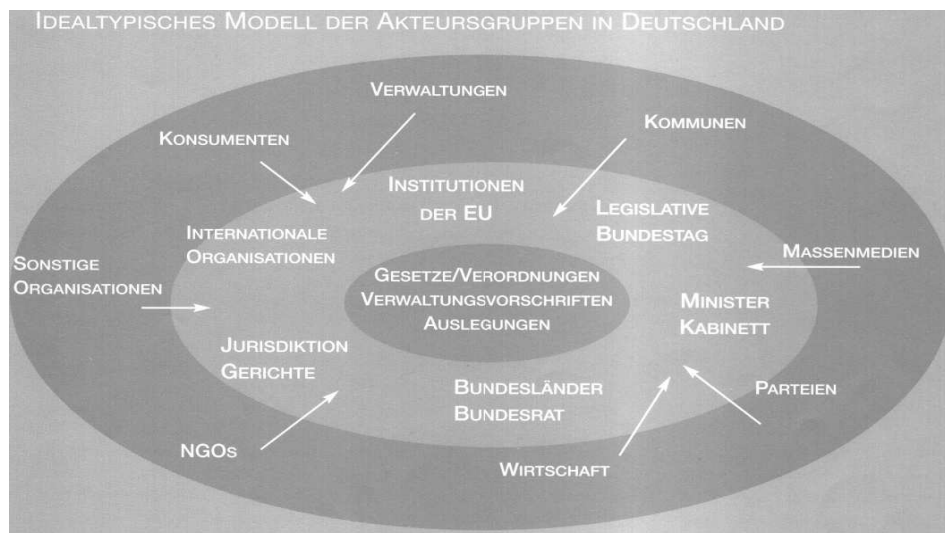 IDEALTYPISCHES MODELL DER AKTEURSGRUPPEN IN DEUTSCHLAND
VERWALTUNGEN
KOMMUNEN
KONSUMENTEN
INSTITUTIONEN
DER EU
LEGISLATIVE
BUNDESTAG
INTERNATIONALE
ORGANISATIONEN
MASSENMEDIEN
SONSTIGE
ORGANISATIONEN
GESETZE/VERORDNUNGEN
VERWALTUNGSVORSCHRIFTEN
AUSLEGUNGEN
MINISTER
KABINETT
JURISDIKTION
GERICHTE
BUNDESLÄNDER
BUNDESRAT
PARTEIEN
NGOS
WIRTSCHAFT